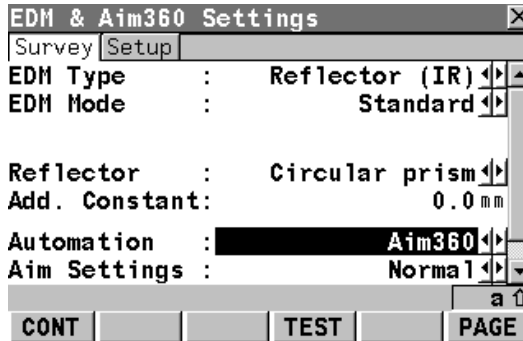 EDM & Aim360 Settings X
Survey Setup
EDM Type : Reflector (IR)
EDM Mode : Standard
Reflector : Circular prism
Add. Constant: 0.0 mm
Automation : Aim360
Aim Settings : Normal
a
CONT TEST PAGE